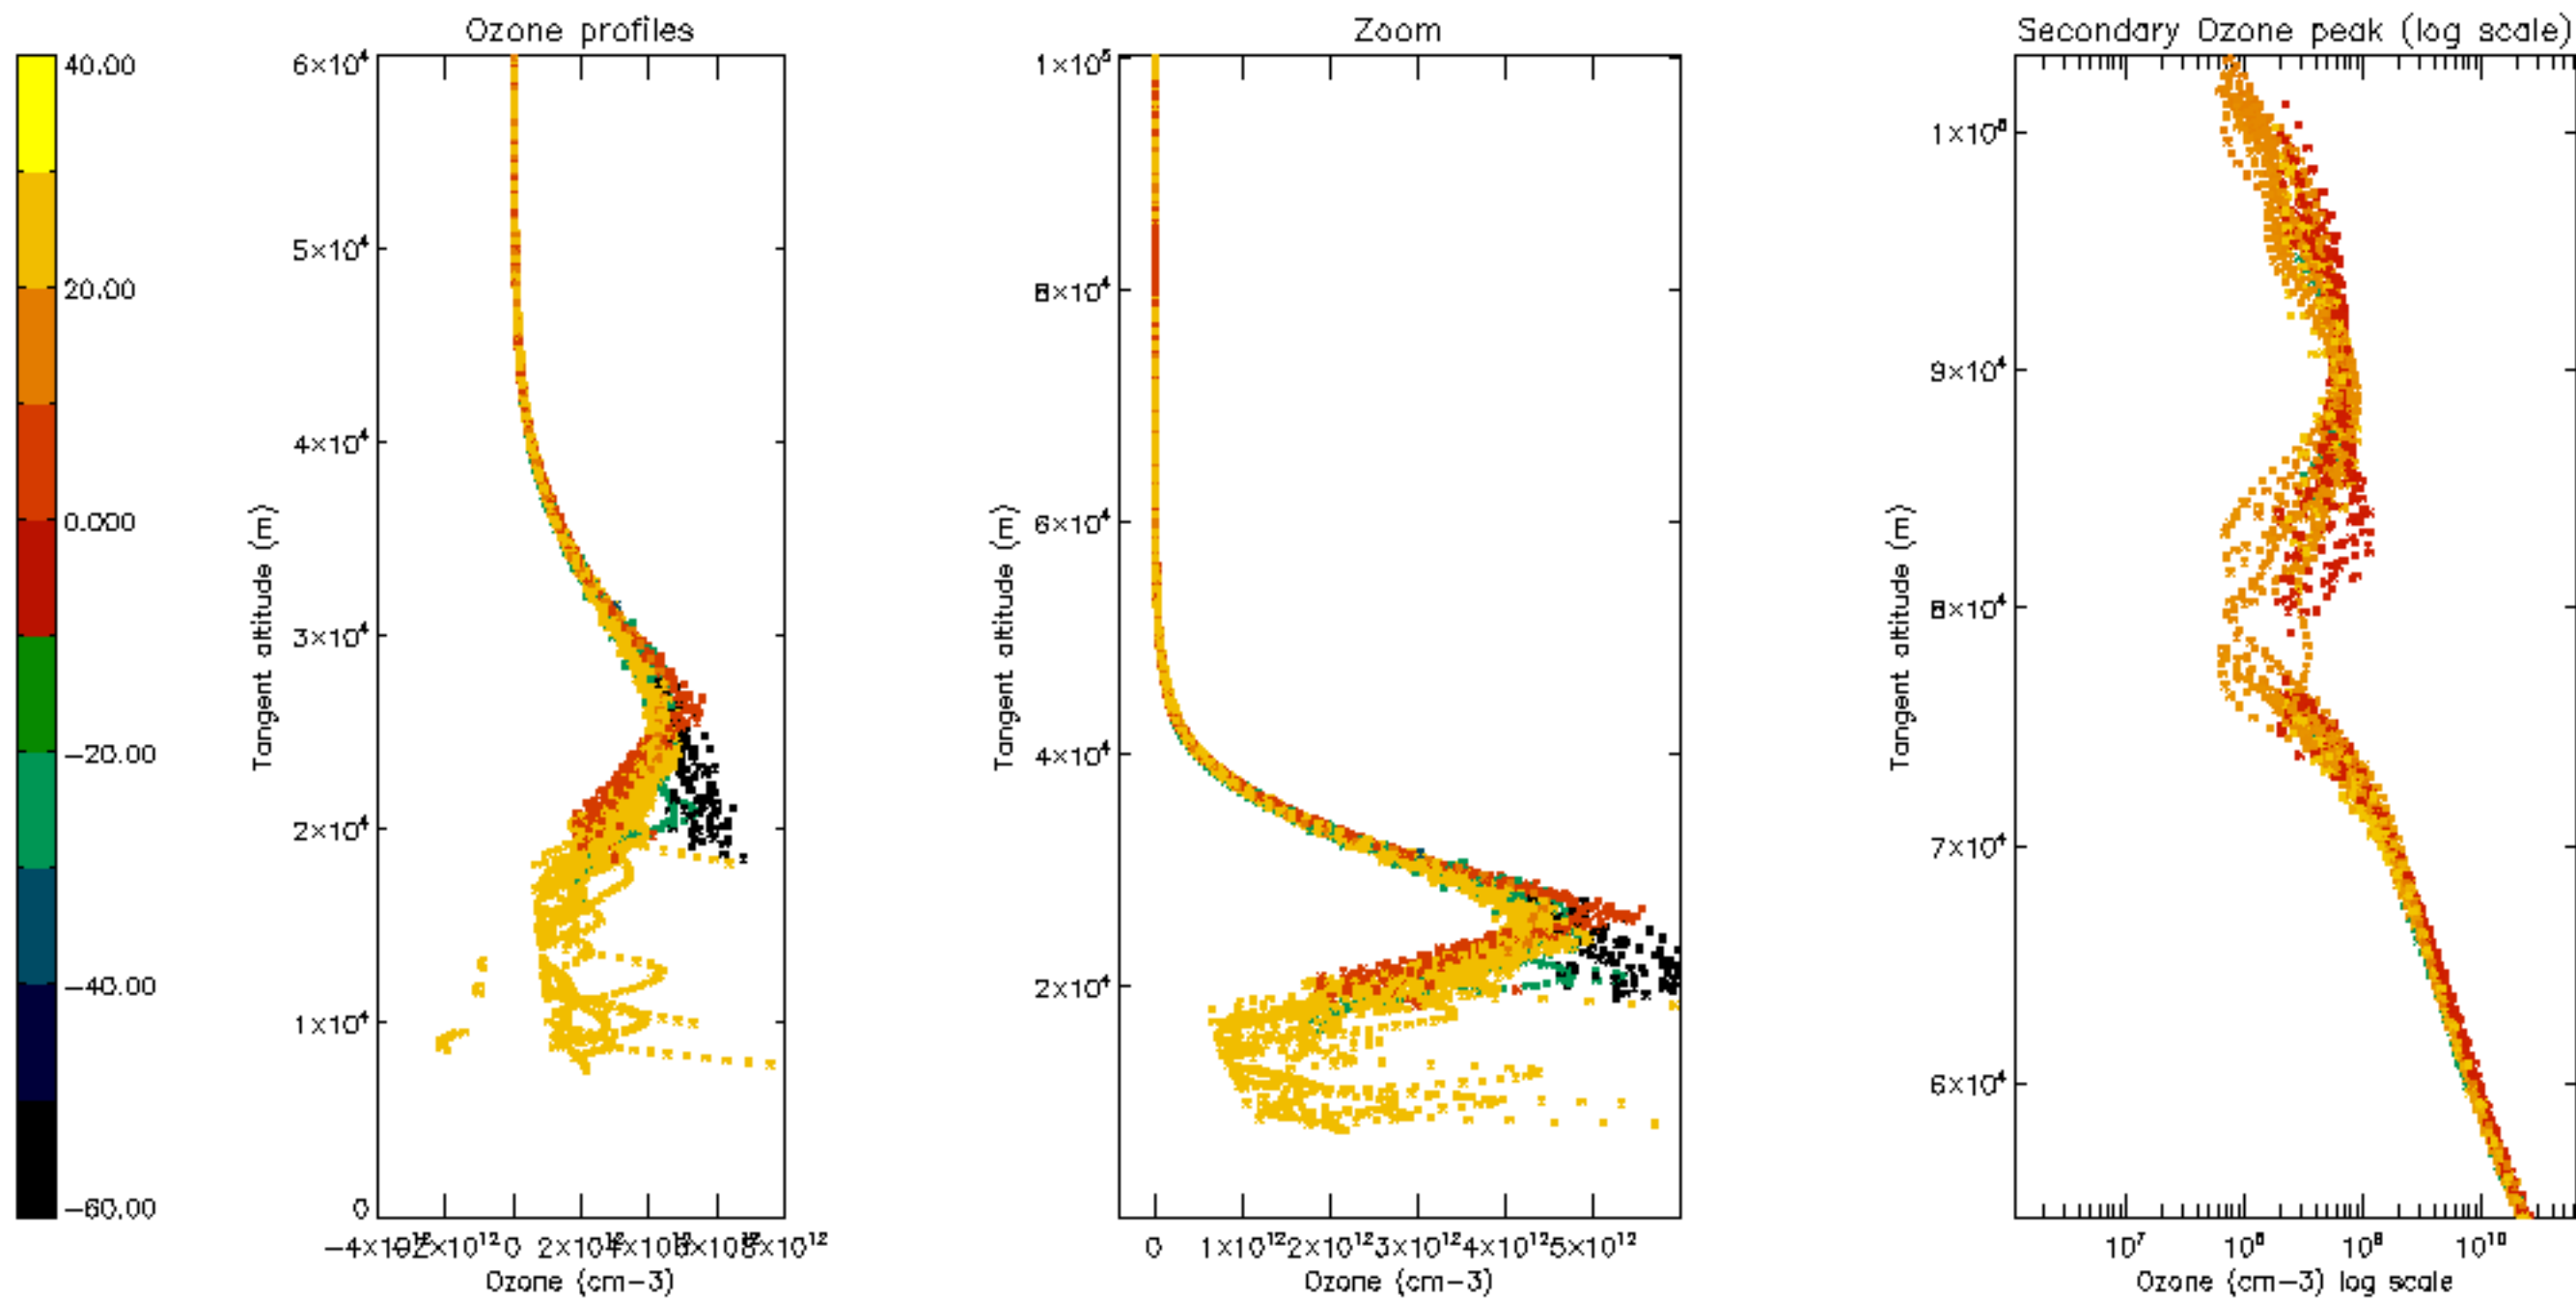 Ozone profiles
Zoom
Secondary Ozone peak (log scale)
40.00
20.00
0.000
-20.00
-40.00
-60.00
6×10⁴
5×10⁴
4×10⁴
3×10⁴
2×10⁴
1×10⁴
0
Tangent altitude (m)
0
Ozone (cm-3)
1×10⁵
8×10⁴
6×10⁴
4×10⁴
2×10⁴
Tangent altitude (m)
0 1×10¹² 2×10¹² 3×10¹² 4×10¹² 5×10¹²
Ozone (cm-3)
1×10⁵
9×10⁴
8×10⁴
7×10⁴
6×10⁴
Tangent altitude (m)
10⁷ 10⁸ 10⁹ 10¹⁰
Ozone (cm-3) log scale